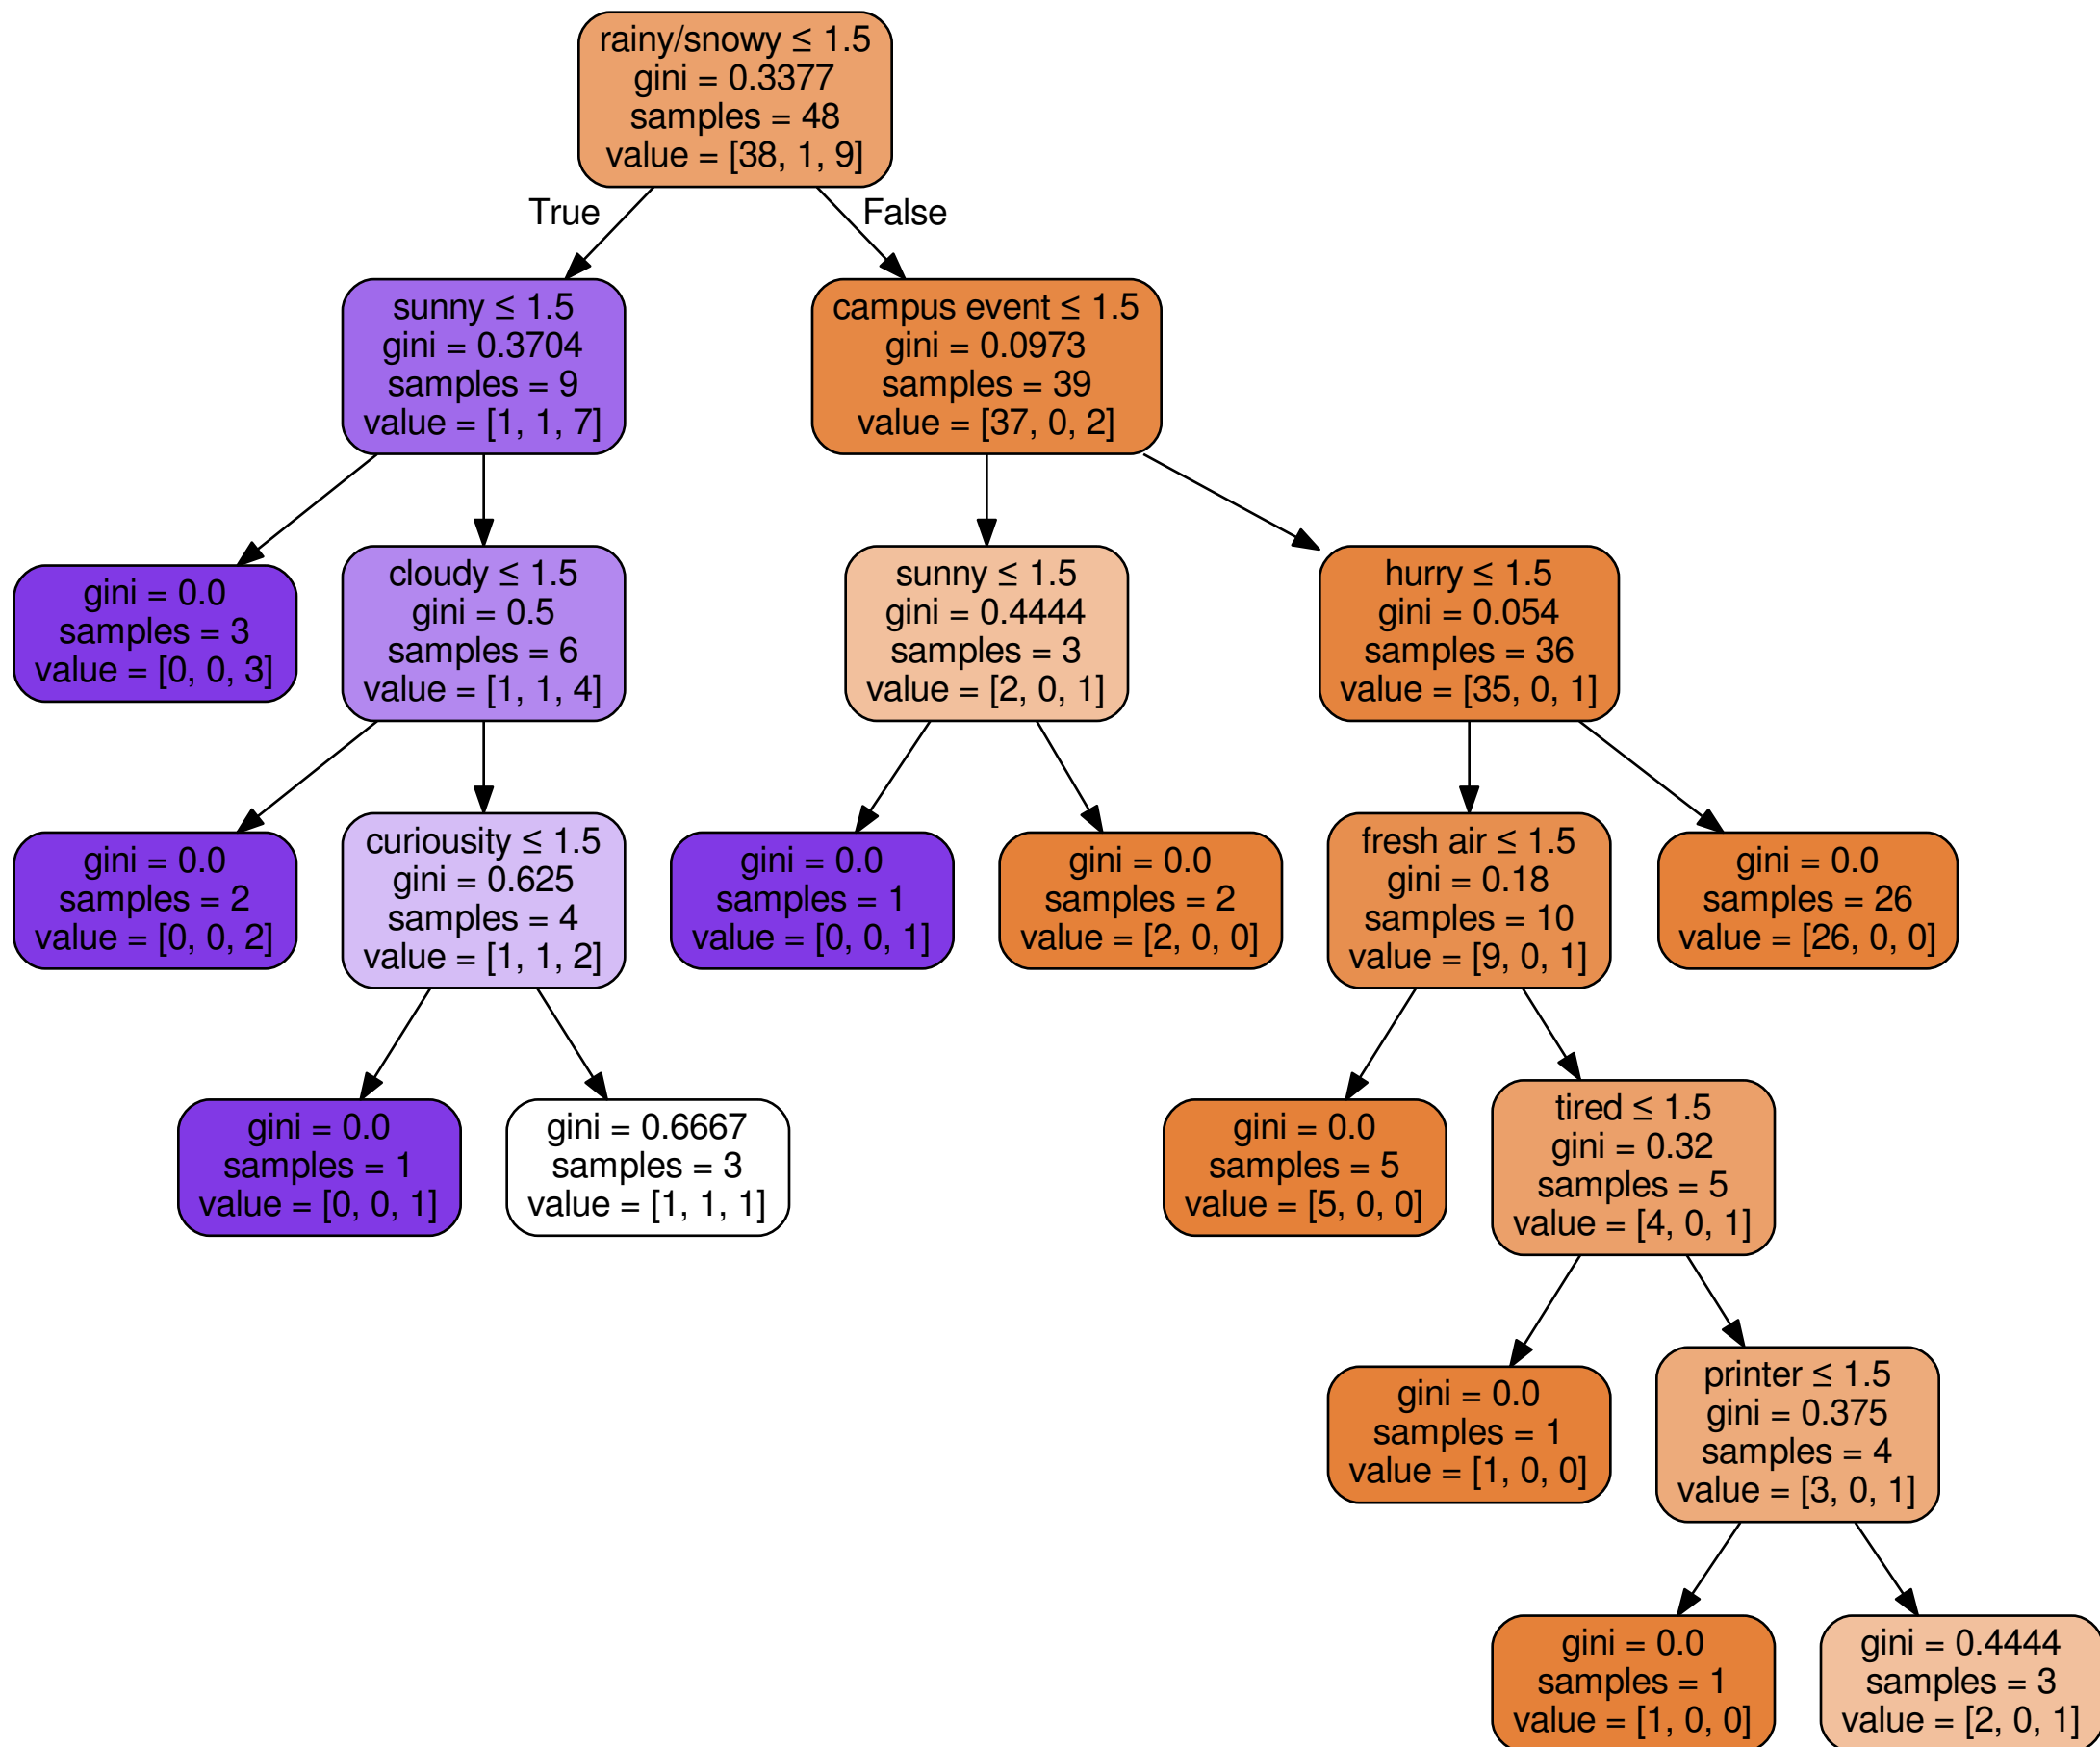 rainy/snowy ≤ 1.5
gini = 0.3377
samples = 48
value = [38, 1, 9]
True
False
sunny ≤ 1.5
gini = 0.3704
samples = 9
value = [1, 1, 7]
campus event ≤ 1.5
gini = 0.0973
samples = 39
value = [37, 0, 2]
gini = 0.0
samples = 3
value = [0, 0, 3]
cloudy ≤ 1.5
gini = 0.5
samples = 6
value = [1, 1, 4]
sunny ≤ 1.5
gini = 0.4444
samples = 3
value = [2, 0, 1]
hurry ≤ 1.5
gini = 0.054
samples = 36
value = [35, 0, 1]
gini = 0.0
samples = 2
value = [0, 0, 2]
curiousity ≤ 1.5
gini = 0.625
samples = 4
value = [1, 1, 2]
gini = 0.0
samples = 1
value = [0, 0, 1]
gini = 0.0
samples = 2
value = [2, 0, 0]
fresh air ≤ 1.5
gini = 0.18
samples = 10
value = [9, 0, 1]
gini = 0.0
samples = 26
value = [26, 0, 0]
gini = 0.0
samples = 1
value = [0, 0, 1]
gini = 0.6667
samples = 3
value = [1, 1, 1]
gini = 0.0
samples = 5
value = [5, 0, 0]
tired ≤ 1.5
gini = 0.32
samples = 5
value = [4, 0, 1]
gini = 0.0
samples = 1
value = [1, 0, 0]
printer ≤ 1.5
gini = 0.375
samples = 4
value = [3, 0, 1]
gini = 0.0
samples = 1
value = [1, 0, 0]
gini = 0.4444
samples = 3
value = [2, 0, 1]